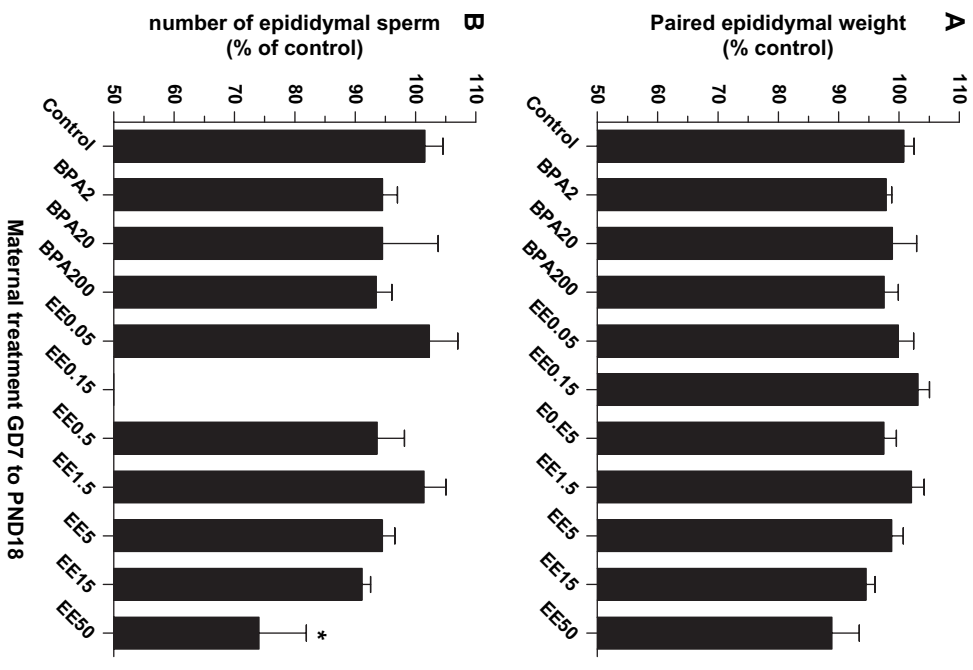 A
Paired epididymal weight
(% control)
110
100
90
80
70
60
50
Control
BPA2
BPA20
BPA200
EE0.05
EE0.15
E0.E5
EE1.5
EE5
EE15
EE50
B
number of epididymal sperm
(% of control)
110
100
90
80
70
60
50
*
Control
BPA2
BPA20
BPA200
EE0.05
EE0.15
EE0.5
EE1.5
EE5
EE15
EE50
Maternal treatment GD7 to PND18